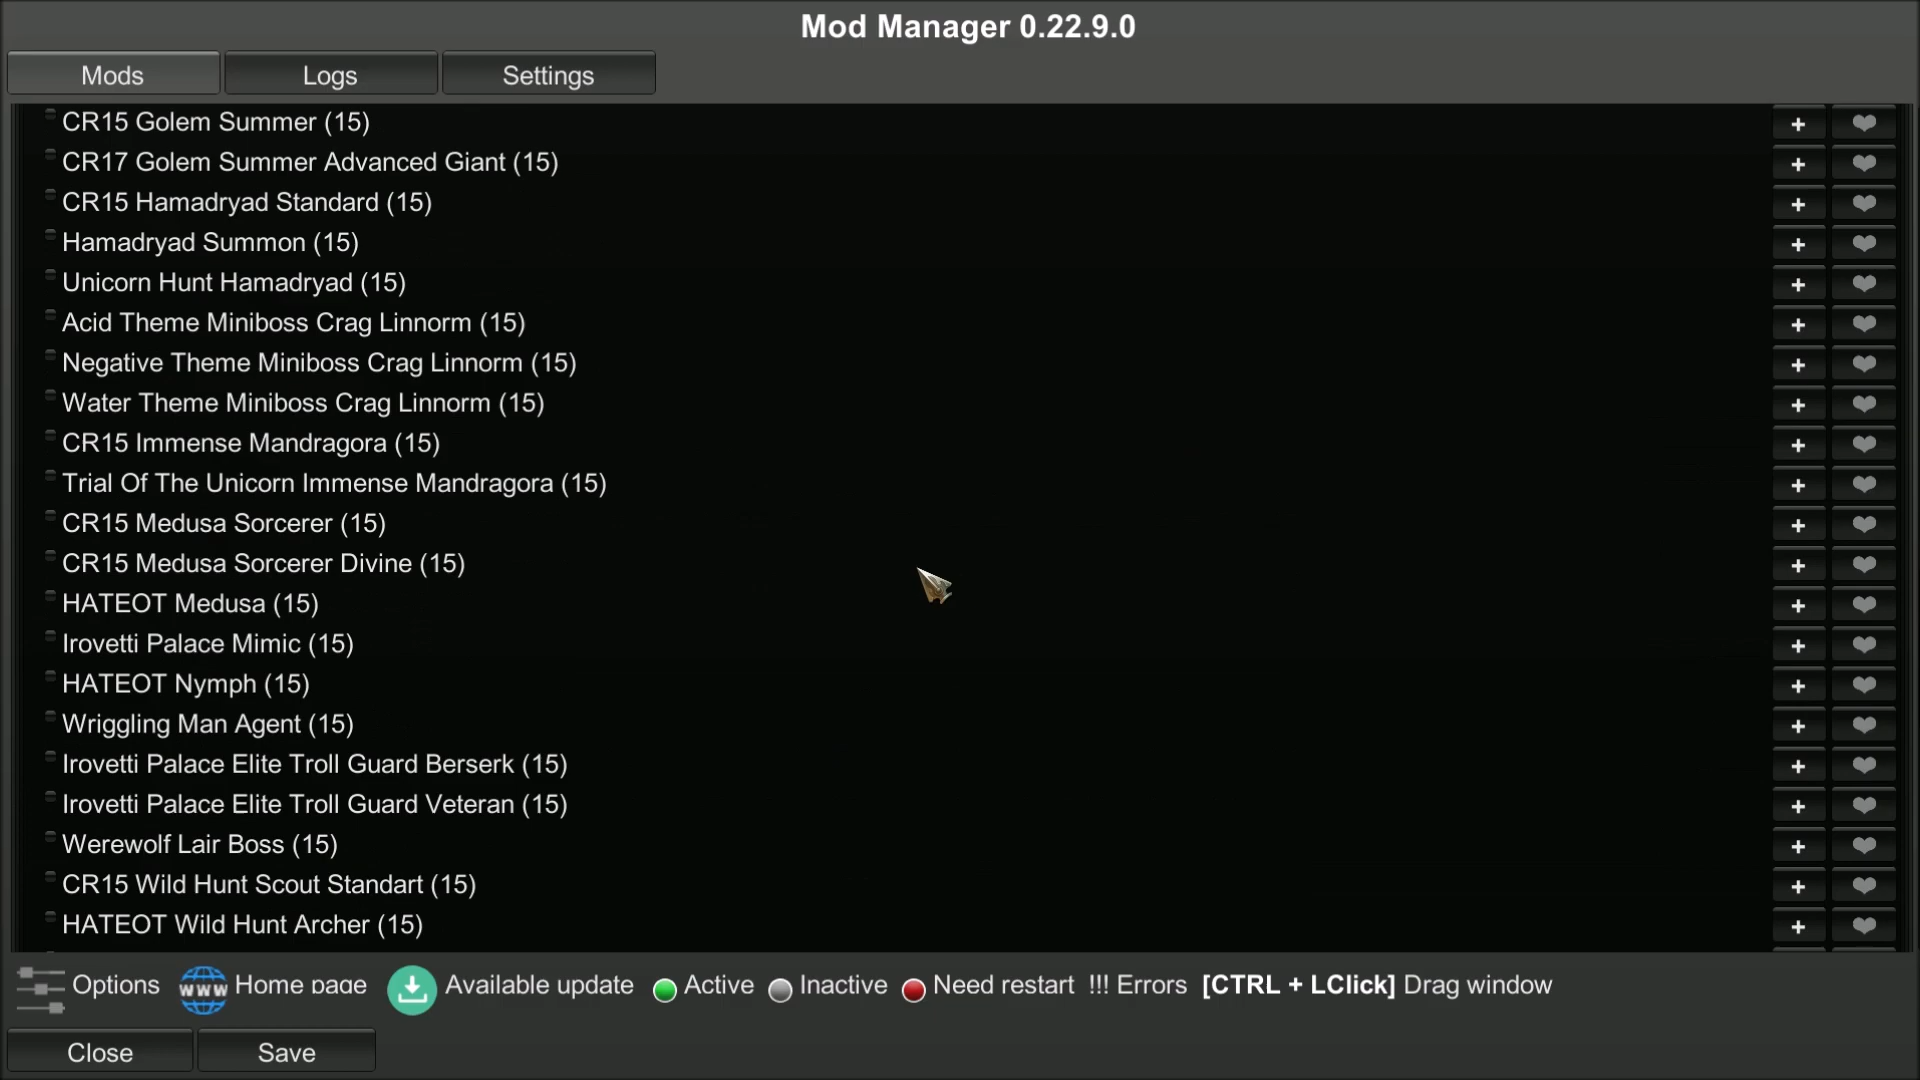 Mod Manager 0.22.9.0
Mods Logs Settings
CR15 Golem Summer (15) +
CR17 Golem Summer Advanced Giant (15) +
CR15 Hamadryad Standard (15) +
Hamadryad Summon (15) +
Unicorn Hunt Hamadryad (15) +
Acid Theme Miniboss Crag Linnorm (15) +
Negative Theme Miniboss Crag Linnorm (15) +
Water Theme Miniboss Crag Linnorm (15) +
CR15 Immense Mandragora (15) +
Trial Of The Unicorn Immense Mandragora (15) +
CR15 Medusa Sorcerer (15) +
CR15 Medusa Sorcerer Divine (15) +
HATEOT Medusa (15) +
Irovetti Palace Mimic (15) +
HATEOT Nymph (15) +
Wriggling Man Agent (15) +
Irovetti Palace Elite Troll Guard Berserk (15) +
Irovetti Palace Elite Troll Guard Veteran (15) +
Werewolf Lair Boss (15) +
CR15 Wild Hunt Scout Standart (15) +
HATEOT Wild Hunt Archer (15) +
Options www Home page Available update Active Inactive Need restart !!! Errors [CTRL + LClick] Drag window
Close Save